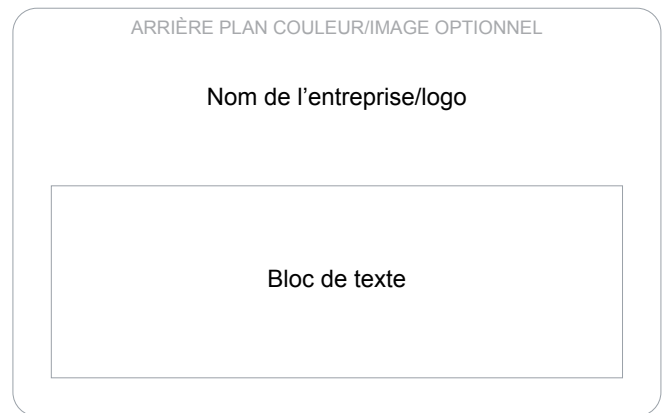 ARRIÈRE PLAN COULEUR/IMAGE OPTIONNEL
Nom de l’entreprise/logo
Bloc de texte